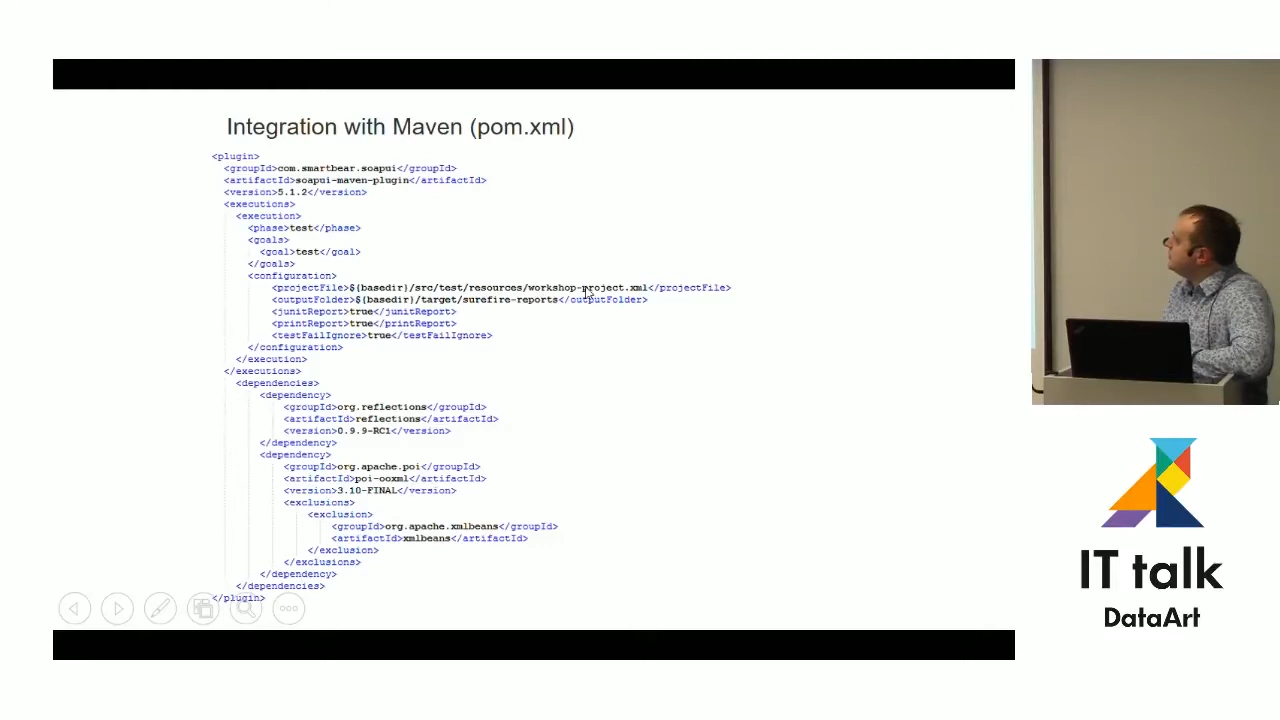 Integration with Maven (pom.xml)
<plugin>
<groupId>com.smartbear.soapui</groupId>
<artifactId>soapui-maven-plugin</artifactId>
<version>5.1.2</version>
<executions>
<execution>
<phase>test</phase>
<goals>
<goal>test</goal>
</goals>
<configuration>
<projectFile>${basedir}/src/test/resources/workshop-project.xml</projectFile>
<outputFolder>${basedir}/target/surefire-reports</outputFolder>
<junitReport>true</junitReport>
<printReport>true</printReport>
<testFailIgnore>true</testFailIgnore>
</configuration>
</execution>
</executions>
<dependencies>
<dependency>
<groupId>org.reflections</groupId>
<artifactId>reflections</artifactId>
<version>0.9.9-RC1</version>
</dependency>
<dependency>
<groupId>org.apache.poi</groupId>
<artifactId>poi-ooxml</artifactId>
<version>3.10-FINAL</version>
<exclusions>
<exclusion>
<groupId>org.apache.xmlbeans</groupId>
<artifactId>xmlbeans</artifactId>
</exclusion>
</exclusions>
</dependency>
</dependencies>
</plugin>
IT talk
DataArt